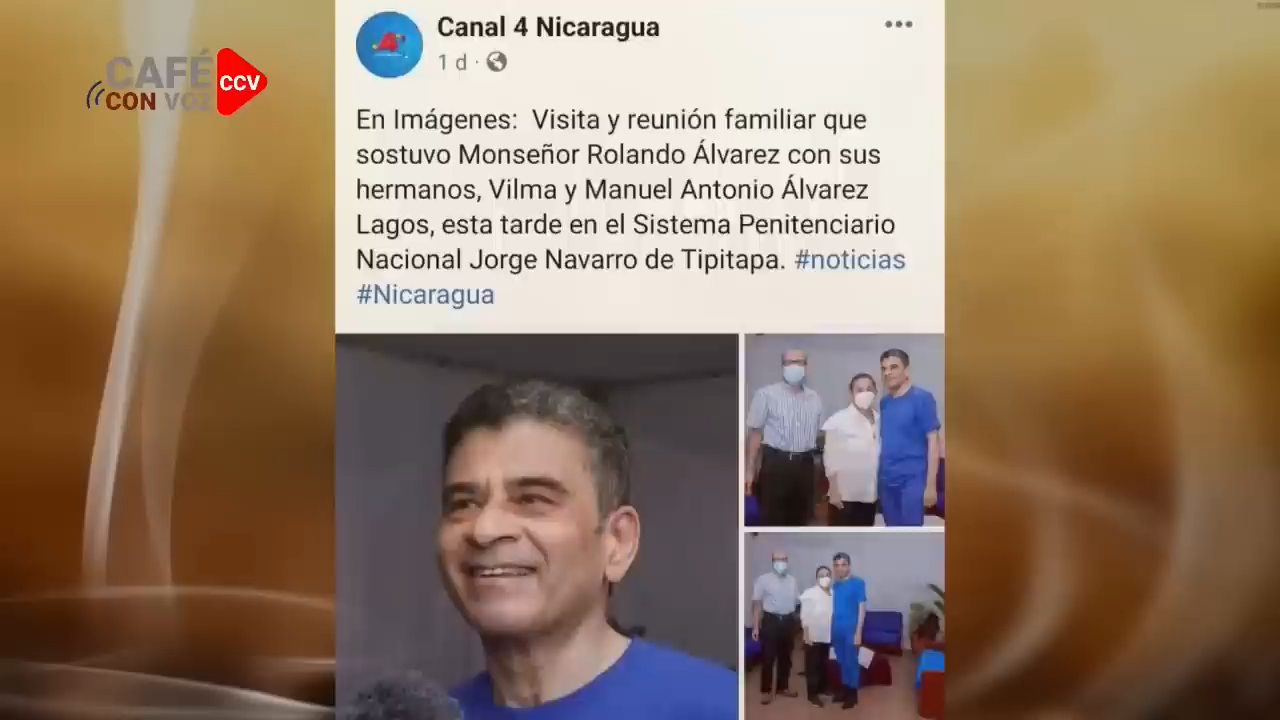 CAFÉ
CON VOZ
CCV
Canal 4 Nicaragua
1 d ·
En Imágenes: Visita y reunión familiar que
sostuvo Monseñor Rolando Álvarez con sus
hermanos, Vilma y Manuel Antonio Álvarez
Lagos, esta tarde en el Sistema Penitenciario
Nacional Jorge Navarro de Tipitapa. #noticias
#Nicaragua